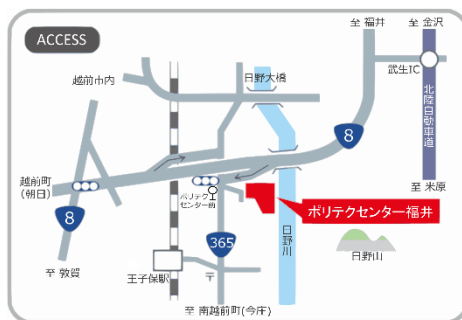 ACCESS
至 福井
至 金沢
武生IC
越前市内
日野大橋
北陸自動車道
8
越前町
(朝日)
ポリテク
センター前
至 米原
8
ポリテクセンター福井
365
日野川
日野山
至 敦賀
王子保駅
〒
至 南越前町(今庄)